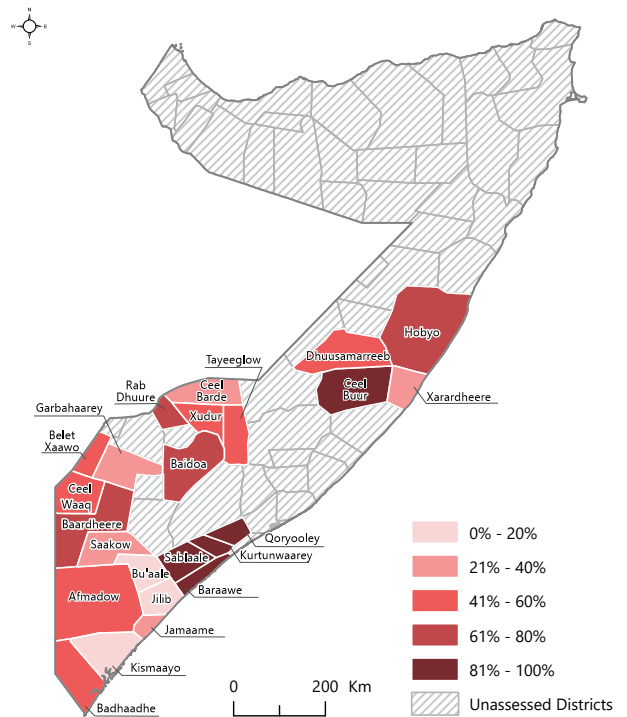 N
W
E
S
Hobyo
Tayeeglow
Dhuusamarreeb
Rab
Dhuure
Ceel
Barde
Ceel
Buur
Xarardheere
Garbahaarey
Xudur
Belet
Xaawo
Baidoa
Ceel
Waaq
Baardheere
Qoryooley
Saakow
Sablaale
Kurtunwaarey
Bu'aale
Baraawe
Afmadow
Jilib
Jamaame
Kismaayo
Badhaadhe
0 200 Km
0% - 20%
21% - 40%
41% - 60%
61% - 80%
81% - 100%
Unassessed Districts